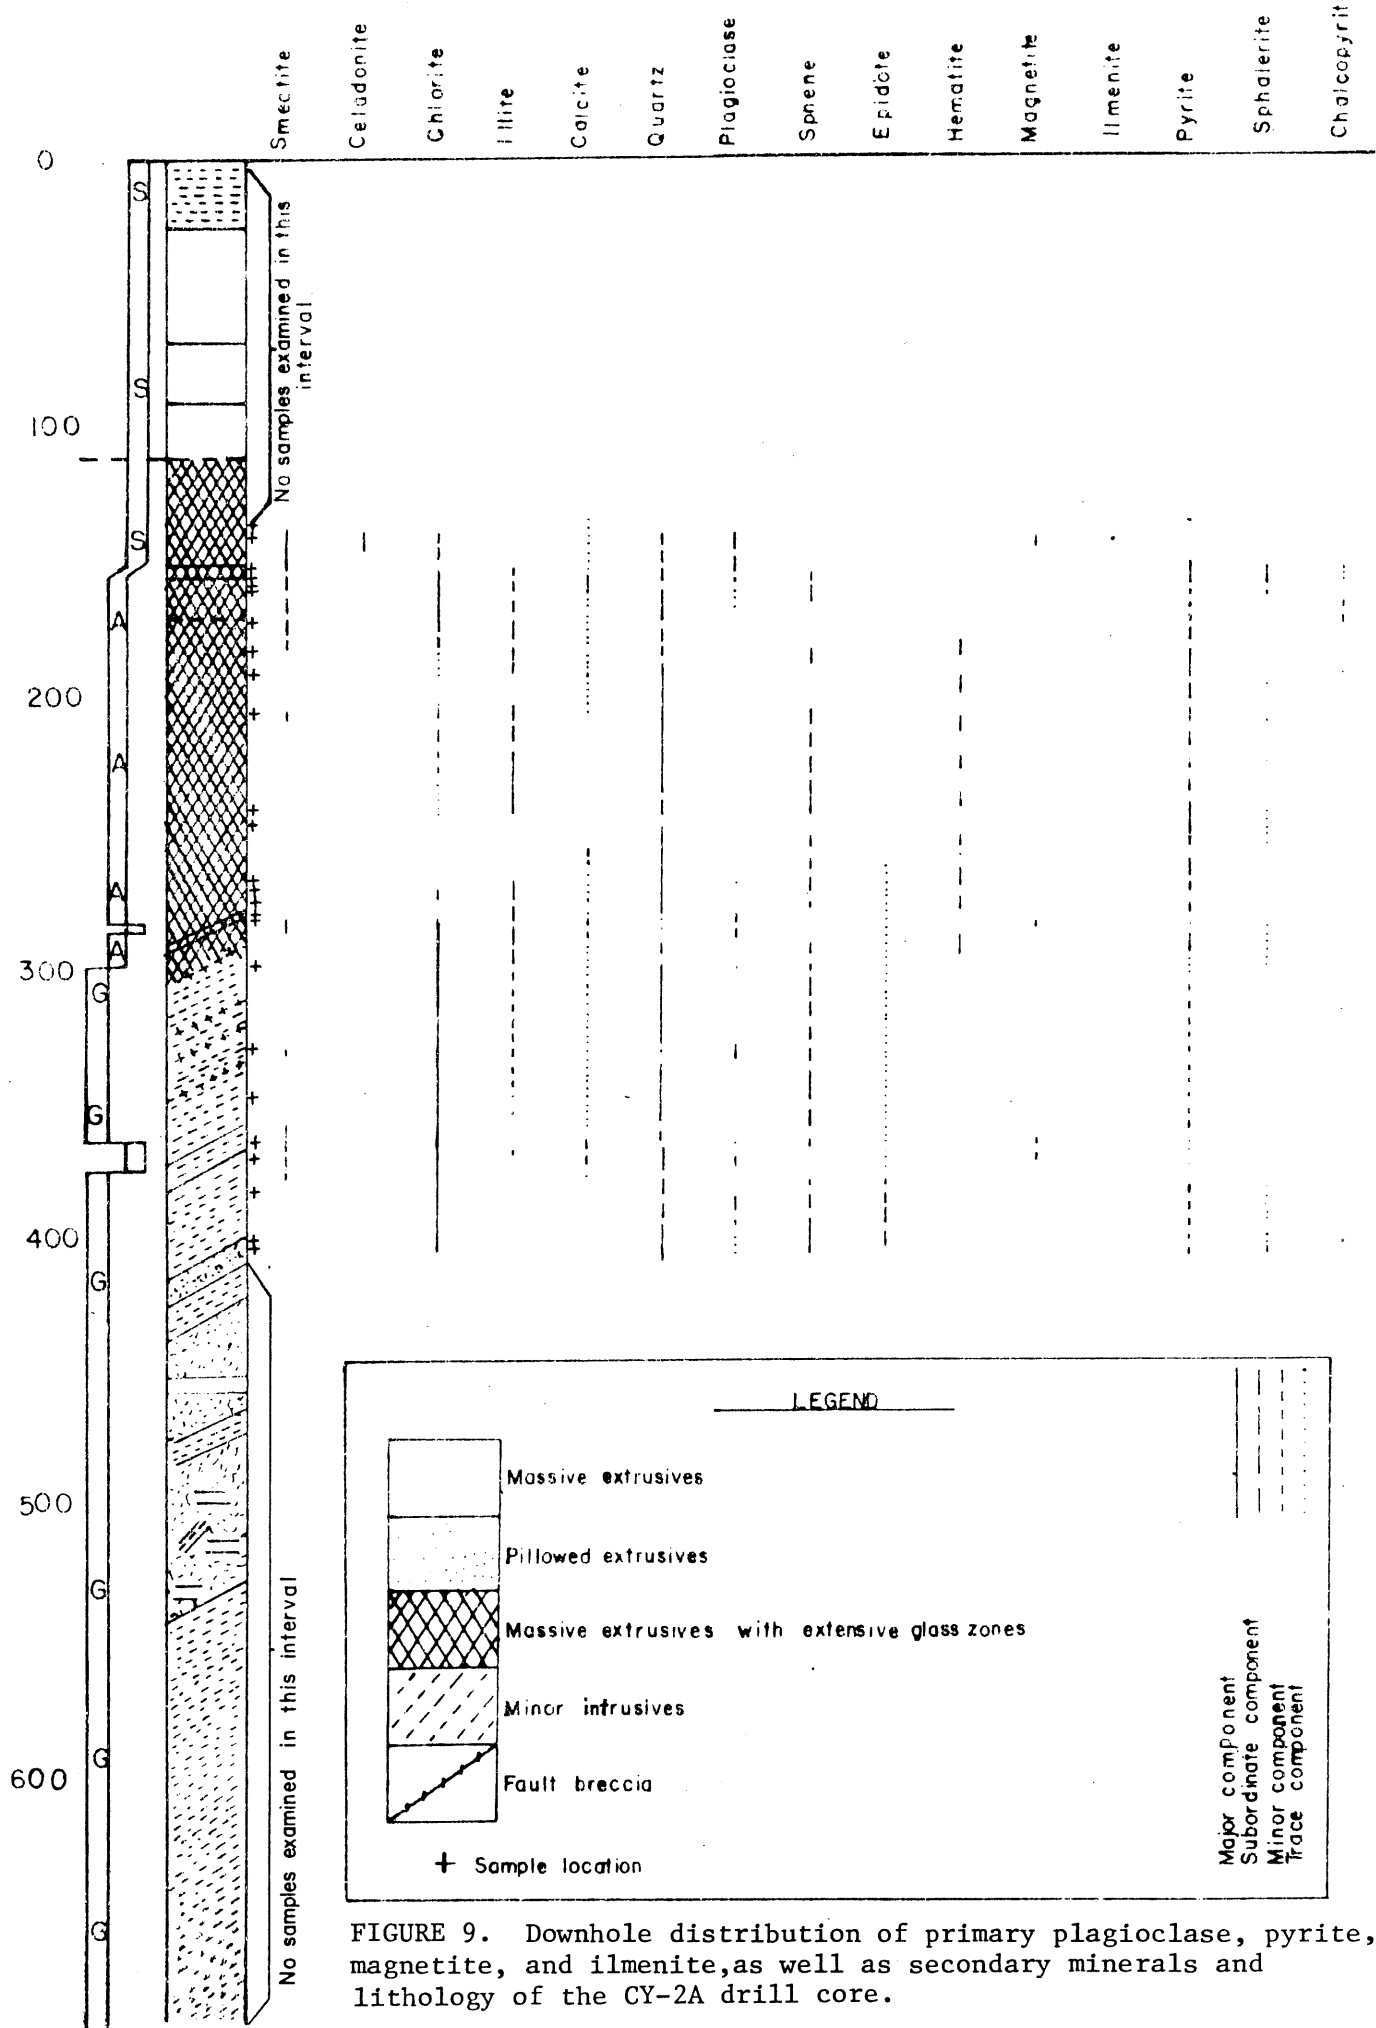 Smectite
Celadonite
Chlorite
Illite
Calcite
Quartz
Plagioclase
Spnene
Epidote
Hematite
Magnetite
Ilmenite
Pyrite
Sphalerite
Chalcopyrit
0
100
200
300
400
500
600
S
S
S
A
A
A
A
G
G
G
G
G
G
No samples examined in this
interval
No samples examined in this interval
LEGEND
Massive extrusives
Pillowed extrusives
Massive extrusives with extensive glass zones
Minor intrusives
Fault breccia
+ Sample location
Major component
Subordinate component
Minor component
Trace component
FIGURE 9. Downhole distribution of primary plagioclase, pyrite,
magnetite, and ilmenite,as well as secondary minerals and
lithology of the CY-2A drill core.